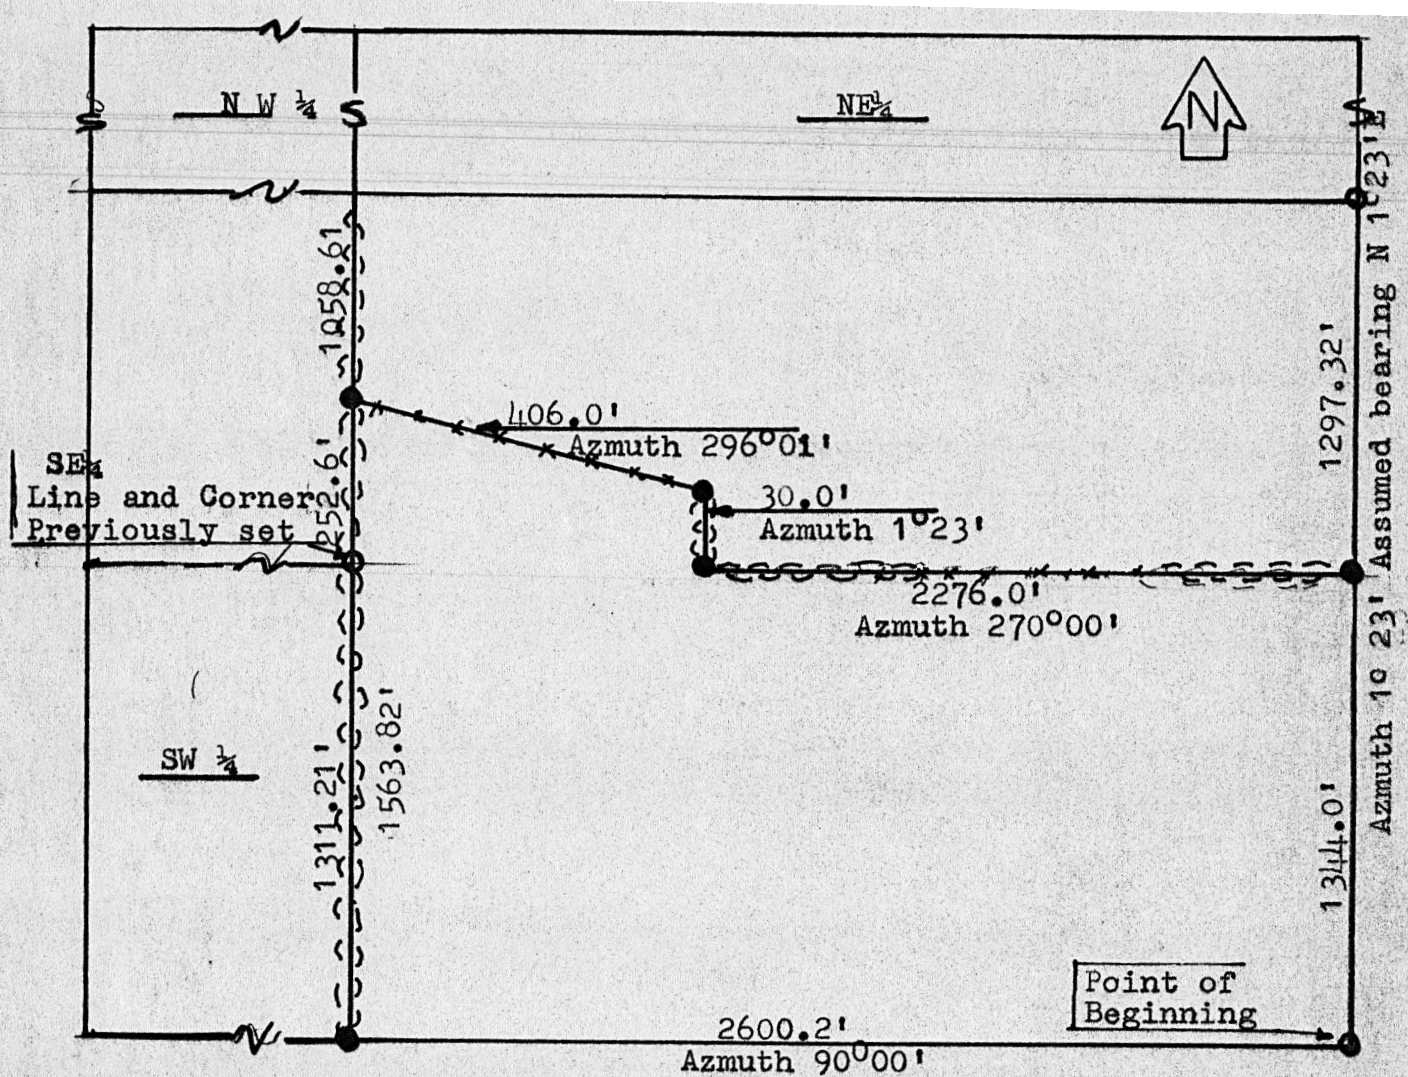 N W ¼
NE¼
N
1058.61
406.0'
Azmuth 296°01'
SE¼
Line and Corner
Previously set
252.6'
30.0'
Azmuth 1°23'
2276.0'
Azmuth 270°00'
1297.32'
Azmuth 1° 23' Assumed bearing N 1°23'E
SW ¼
1311.21'
1563.82'
1344.0'
Point of
Beginning
2600.2'
Azmuth 90°00'